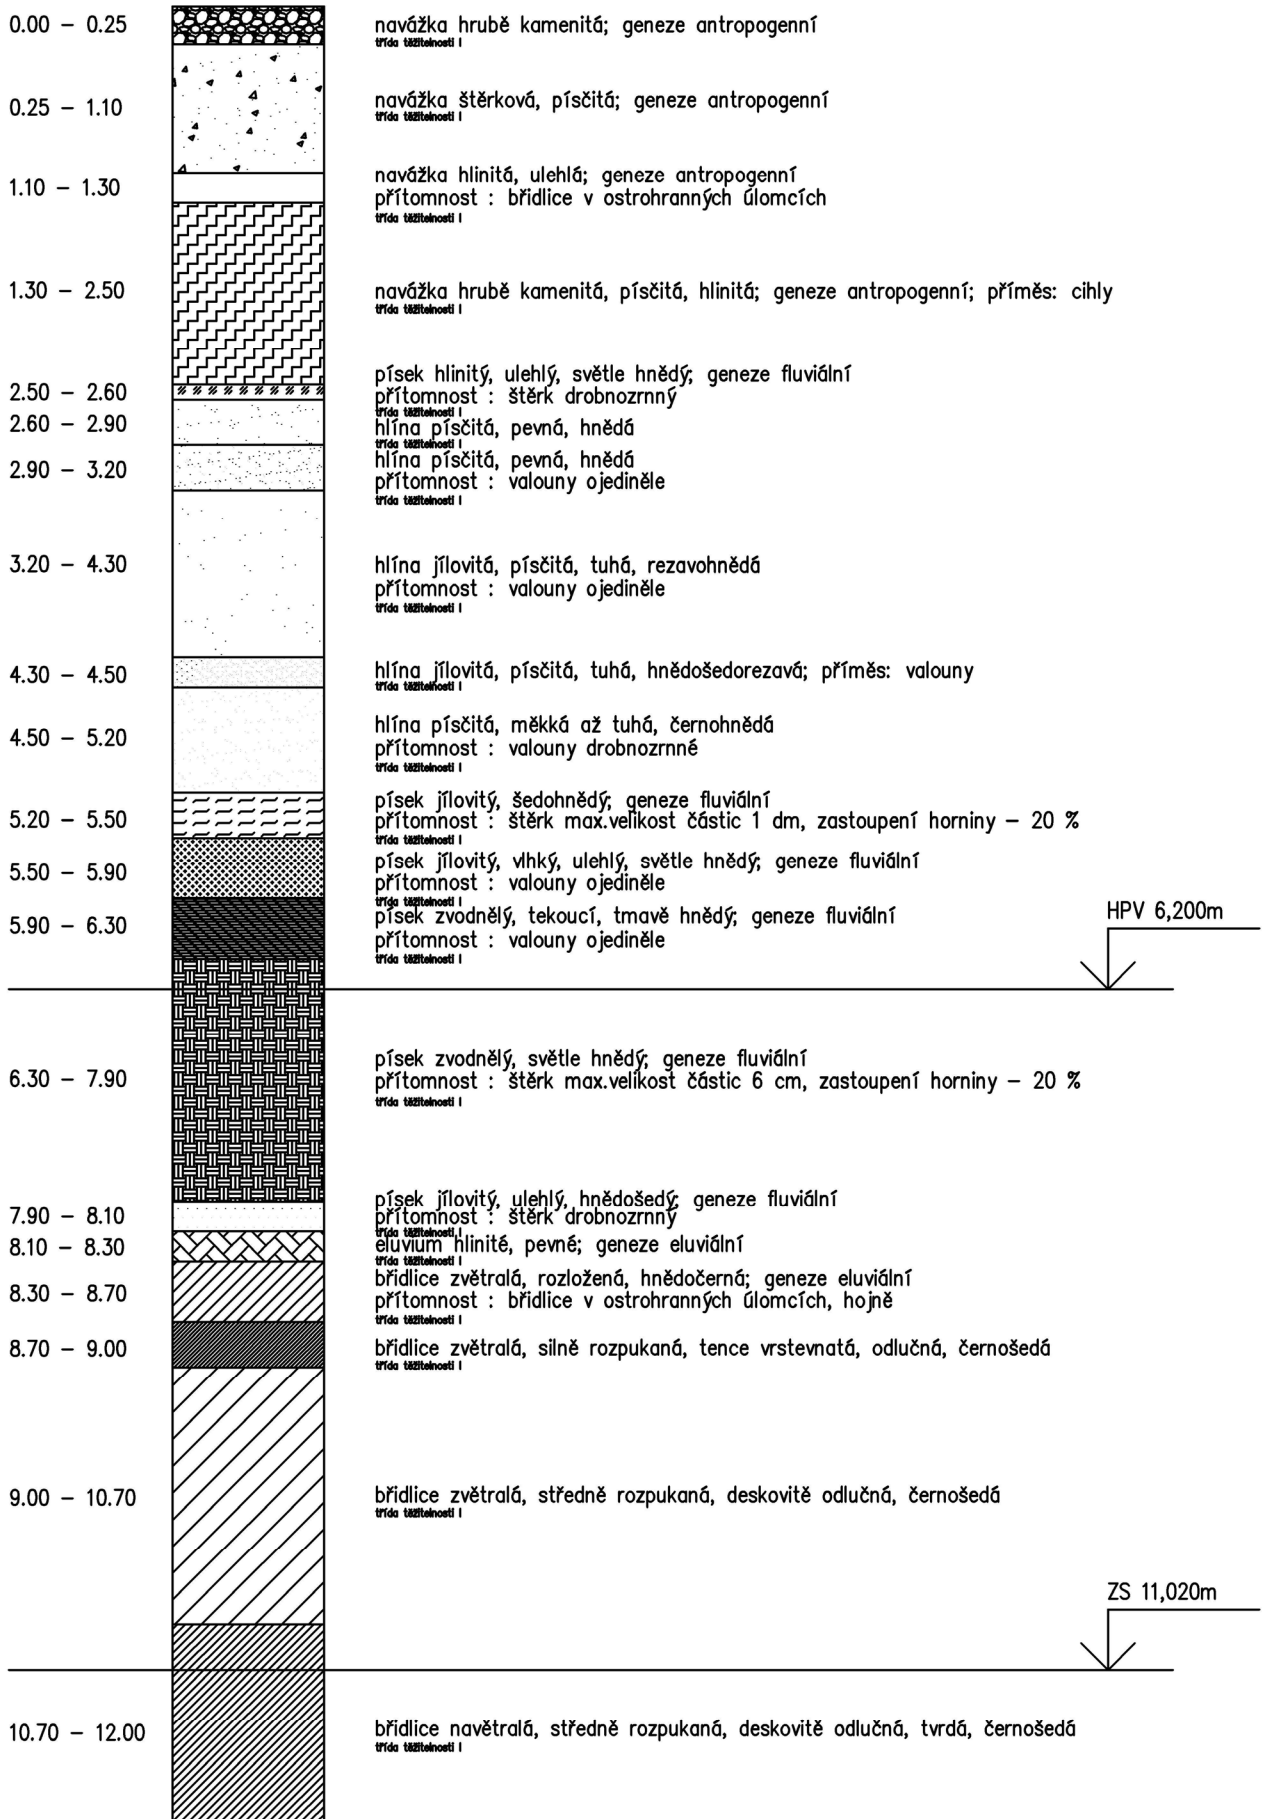 0.00 – 0.25
navážka hrubě kamenitá; geneze antropogenní
třída těžitelnosti I
0.25 – 1.10
navážka štěrková, písčitá; geneze antropogenní
třída těžitelnosti I
1.10 – 1.30
navážka hlinitá, ulehlá; geneze antropogenní
přítomnost : břidlice v ostrohranných úlomcích
třída těžitelnosti I
1.30 – 2.50
navážka hrubě kamenitá, písčitá, hlinitá; geneze antropogenní; příměs: cihly
třída těžitelnosti I
2.50 – 2.60
písek hlinitý, ulehlý, světle hnědý; geneze fluviální
přítomnost : štěrk drobnozrnný
třída těžitelnosti I
2.60 – 2.90
hlína písčitá, pevná, hnědá
třída těžitelnosti I
2.90 – 3.20
hlína písčitá, pevná, hnědá
přítomnost : valouny ojediněle
třída těžitelnosti I
3.20 – 4.30
hlína jílovitá, písčitá, tuhá, rezavohnědá
přítomnost : valouny ojediněle
třída těžitelnosti I
4.30 – 4.50
hlína jílovitá, písčitá, tuhá, hnědošedorezavá; příměs: valouny
třída těžitelnosti I
4.50 – 5.20
hlína písčitá, měkká až tuhá, černohnědá
přítomnost : valouny drobnozrnné
třída těžitelnosti I
5.20 – 5.50
písek jílovitý, šedohnědý; geneze fluviální
přítomnost : štěrk max.velikost částic 1 dm, zastoupení horniny – 20 %
třída těžitelnosti I
5.50 – 5.90
písek jílovitý, vlhký, ulehlý, světle hnědý; geneze fluviální
přítomnost : valouny ojediněle
třída těžitelnosti I
5.90 – 6.30
písek zvodnělý, tekoucí, tmavě hnědý; geneze fluviální
přítomnost : valouny ojediněle
třída těžitelnosti I
HPV 6,200m
6.30 – 7.90
písek zvodnělý, světle hnědý; geneze fluviální
přítomnost : štěrk max.velikost částic 6 cm, zastoupení horniny – 20 %
třída těžitelnosti I
7.90 – 8.10
písek jílovitý, ulehlý, hnědošedý; geneze fluviální
přítomnost : štěrk drobnozrnný
třída těžitelnosti I
8.10 – 8.30
eluvium hlinité, pevné; geneze eluviální
třída těžitelnosti I
8.30 – 8.70
břidlice zvětralá, rozložená, hnědočerná; geneze eluviální
přítomnost : břidlice v ostrohranných úlomcích, hojně
třída těžitelnosti I
8.70 – 9.00
břidlice zvětralá, silně rozpukaná, tence vrstevnatá, odlučná, černošedá
třída těžitelnosti I
9.00 – 10.70
břidlice zvětralá, středně rozpukaná, deskovitě odlučná, černošedá
třída těžitelnosti I
ZS 11,020m
10.70 – 12.00
břidlice navětralá, středně rozpukaná, deskovitě odlučná, tvrdá, černošedá
třída těžitelnosti I